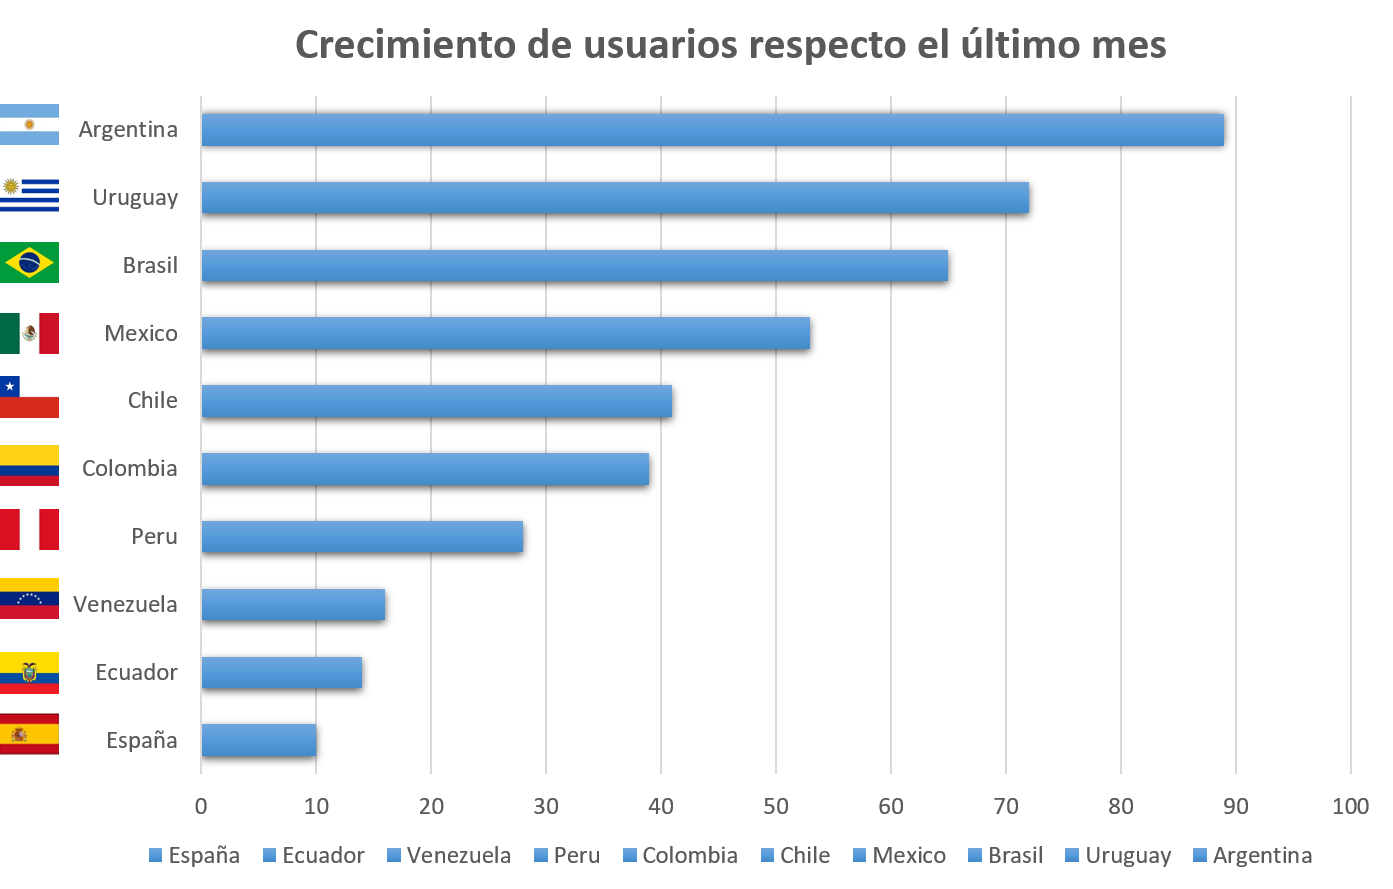 Crecimiento de usuarios respecto el último mes
Argentina
Uruguay
Brasil
Mexico
Chile
Colombia
Peru
Venezuela
Ecuador
España
0 10 20 30 40 50 60 70 80 90 100
España Ecuador Venezuela Peru Colombia Chile Mexico Brasil Uruguay Argentina